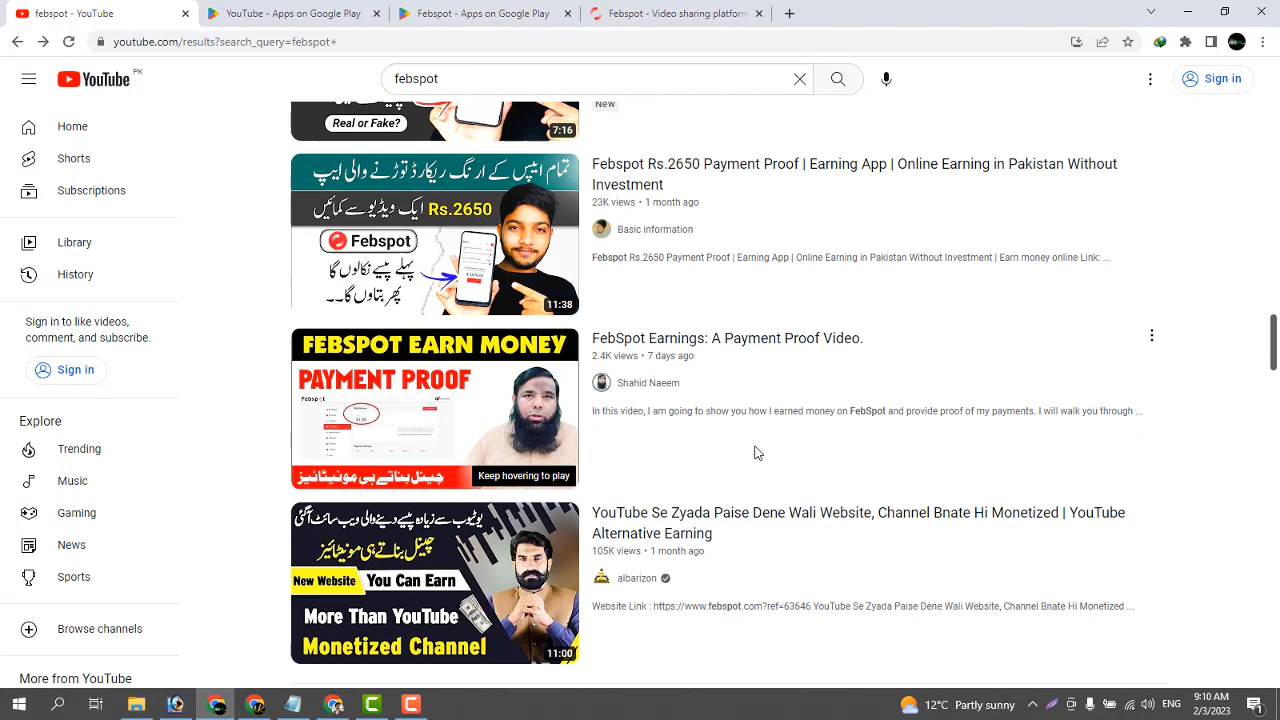 febspot - YouTube
YouTube - Apps on Google Play
Febspot - Apps on Google Play
Febspot - Video sharing platform
youtube.com/results?search_query=febspot+
YouTube PK
febspot
Sign in
Home
Shorts
Subscriptions
Library
History
Sign in to like videos,
comment, and subscribe.
Sign in
Explore
Trending
Music
Gaming
News
Sports
Browse channels
More from YouTube
Real or Fake?
7:16
New
تمام ایپس کے ارننگ ریکارڈ توڑنے والی ایپ
ایک ویڈیو سے کمائیں Rs.2650
Febspot
پہلے پیسے نکالوں گا
پھر بتاوں گا۔۔
11:38
Febspot Rs.2650 Payment Proof | Earning App | Online Earning in Pakistan Without
Investment
23K views • 1 month ago
Basic information
Febspot Rs.2650 Payment Proof | Earning App | Online Earning in Pakistan Without Investment | Earn money online Link: ...
FEBSPOT EARN MONEY
PAYMENT PROOF
Febspot
چینل بناتے ہی مونیٹائیز
Keep hovering to play
FebSpot Earnings: A Payment Proof Video.
2.4K views • 7 days ago
Shahid Naeem
In this video, I am going to show you how I earned money on FebSpot and provide proof of my payments. I will walk you through ...
یوٹیوب سے زیادہ پیسے دینے والی ویب سائٹ آگئی
چینل بناتے ہی مونیٹائیز
New Website You Can Earn
More Than YouTube
Monetized Channel
11:00
YouTube Se Zyada Paise Dene Wali Website, Channel Bnate Hi Monetized | YouTube
Alternative Earning
105K views • 1 month ago
albarizon
Website Link : https://www.febspot.com?ref=63646 YouTube Se Zyada Paise Dene Wali Website, Channel Bnate Hi Monetized ...
12°C Partly sunny
ENG
9:10 AM
2/3/2023